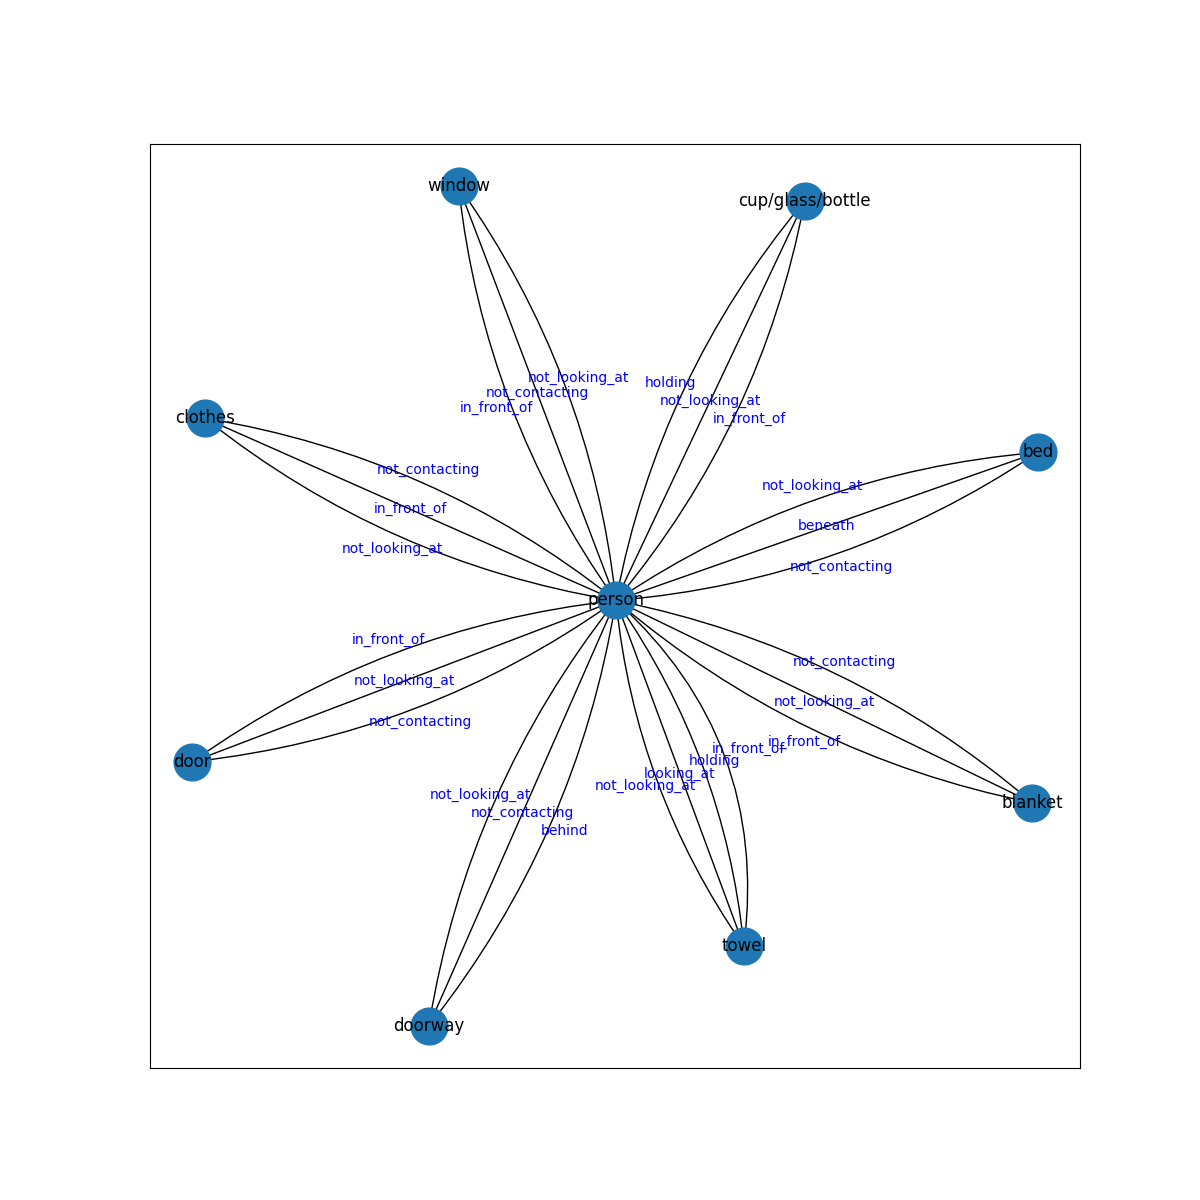 window
cup/glass/bottle
not_looking_at
not_contacting
in_front_of
holding
not_looking_at
in_front_of
clothes
bed
not_contacting
in_front_of
not_looking_at
not_looking_at
beneath
not_contacting
person
in_front_of
not_looking_at
not_contacting
door
not_contacting
not_looking_at
in_front_of
blanket
in_front_of
holding
looking_at
not_looking_at
not_looking_at
not_contacting
behind
towel
doorway